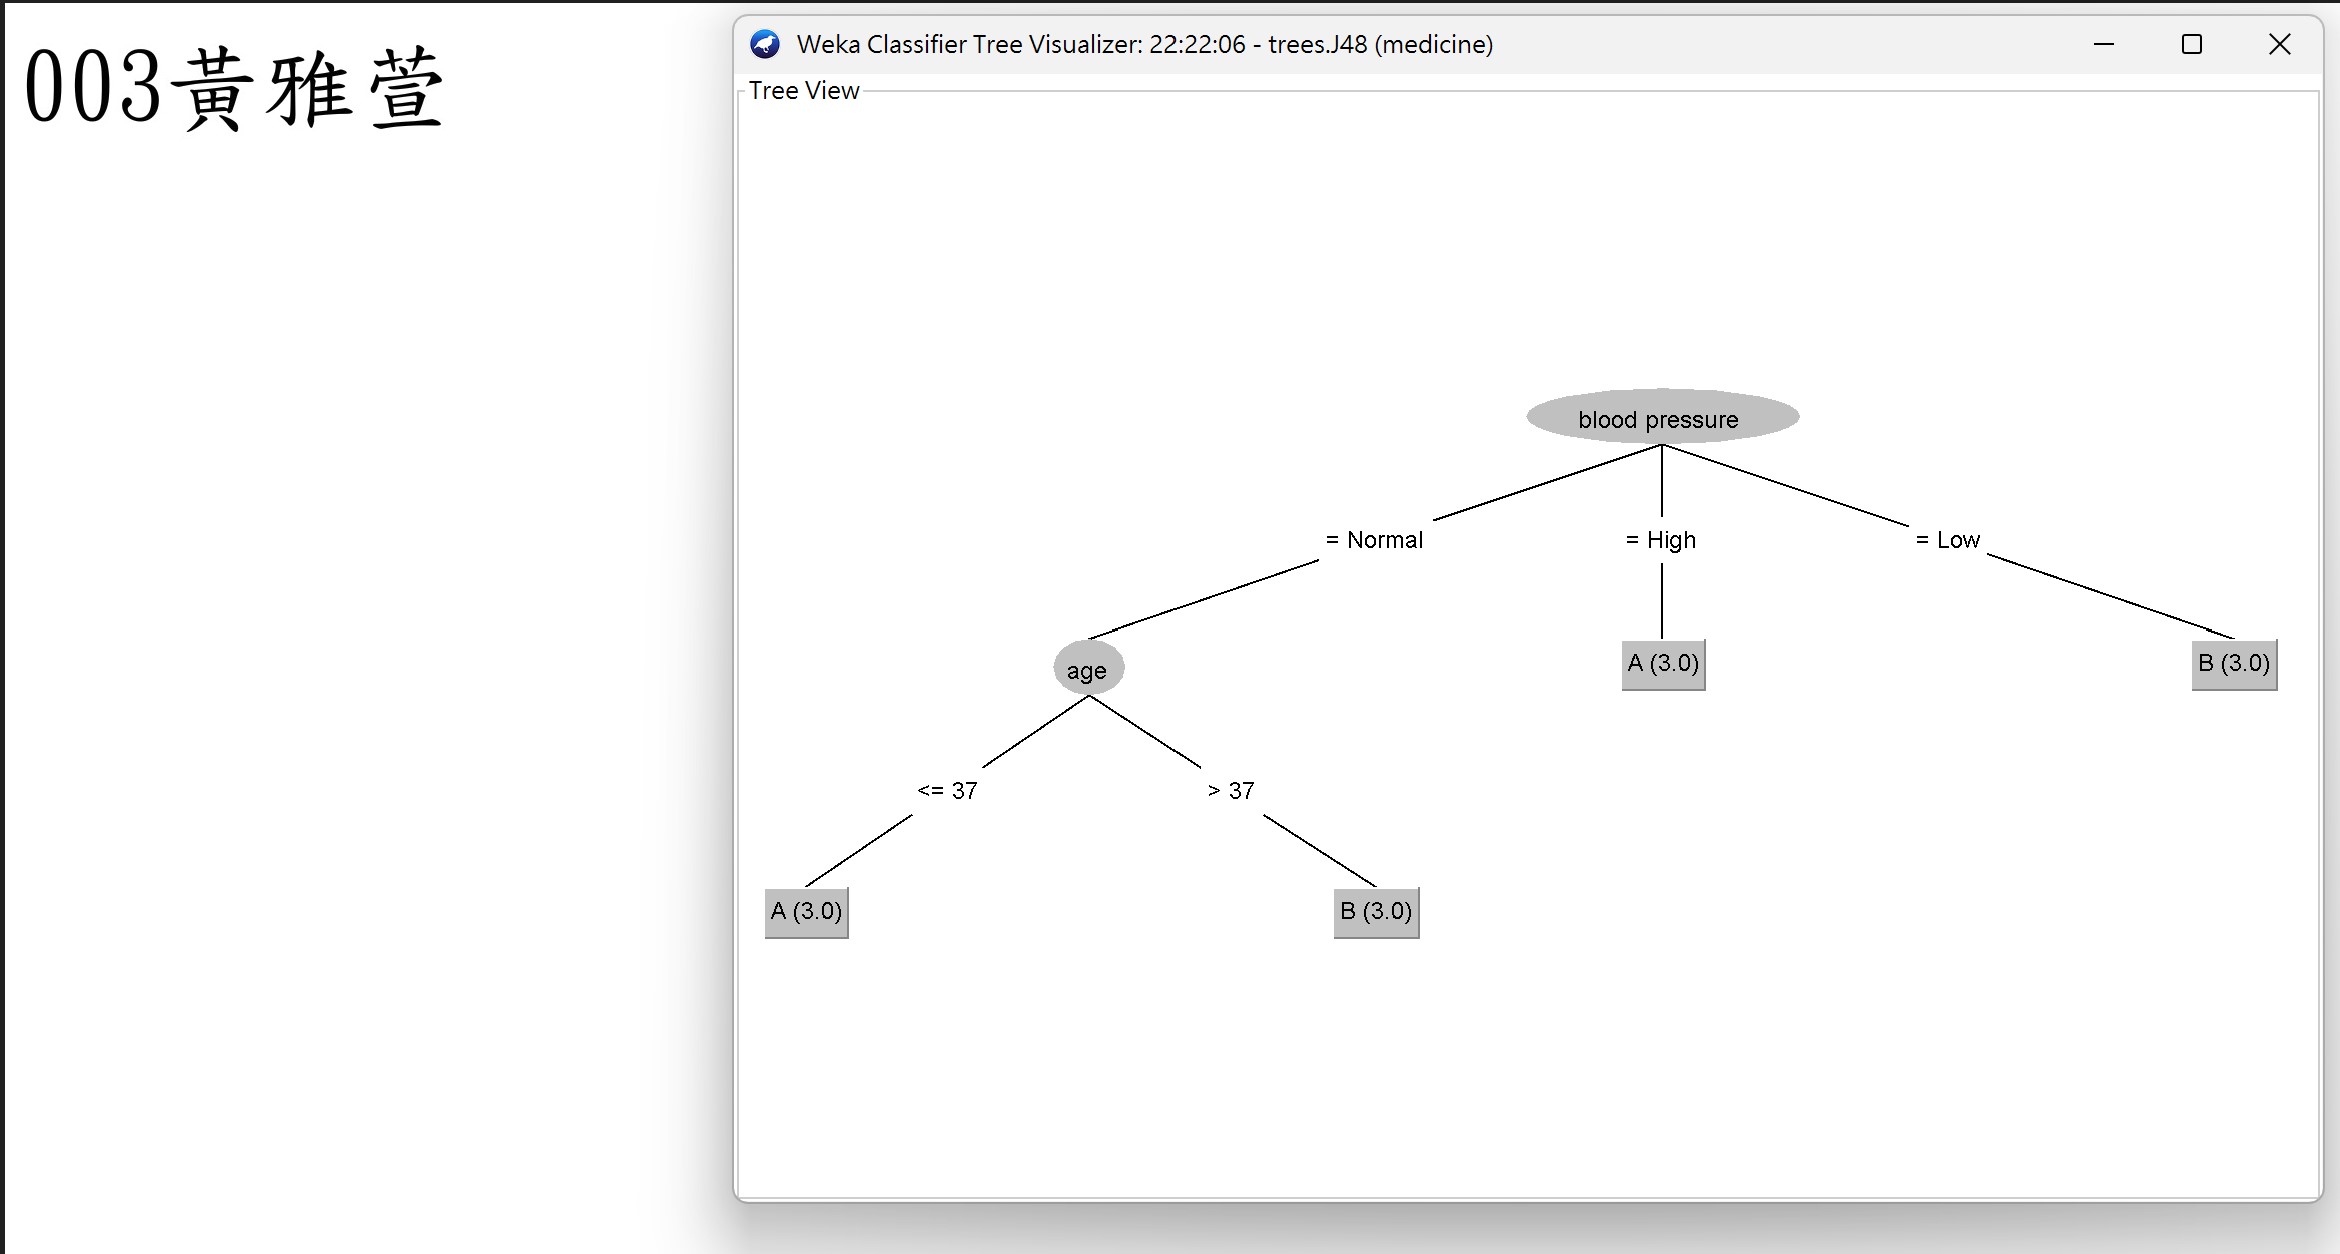 003黃雅萱
Weka Classifier Tree Visualizer: 22:22:06 - trees.J48 (medicine)
Tree View
blood pressure
= Normal
= High
= Low
age
A (3.0)
B (3.0)
<= 37
> 37
A (3.0)
B (3.0)